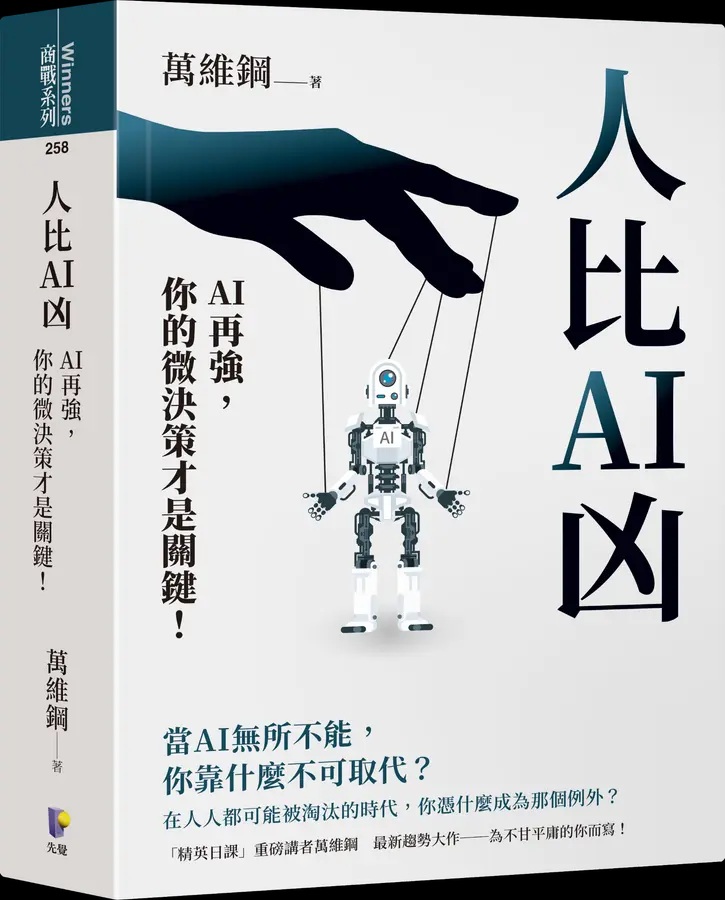 Winners
商戰系列
258
人比AI凶
AI再強，
你的微決策才是關鍵！
萬維鋼──著
先覺
萬維鋼──著
人比AI凶
AI再強，
你的微決策才是關鍵！
AI
當AI無所不能，
你靠什麼不可取代？
在人人都可能被淘汰的時代，你憑什麼成為那個例外？
「精英日課」重磅講者萬維鋼　最新趨勢大作──為不甘平庸的你而寫！